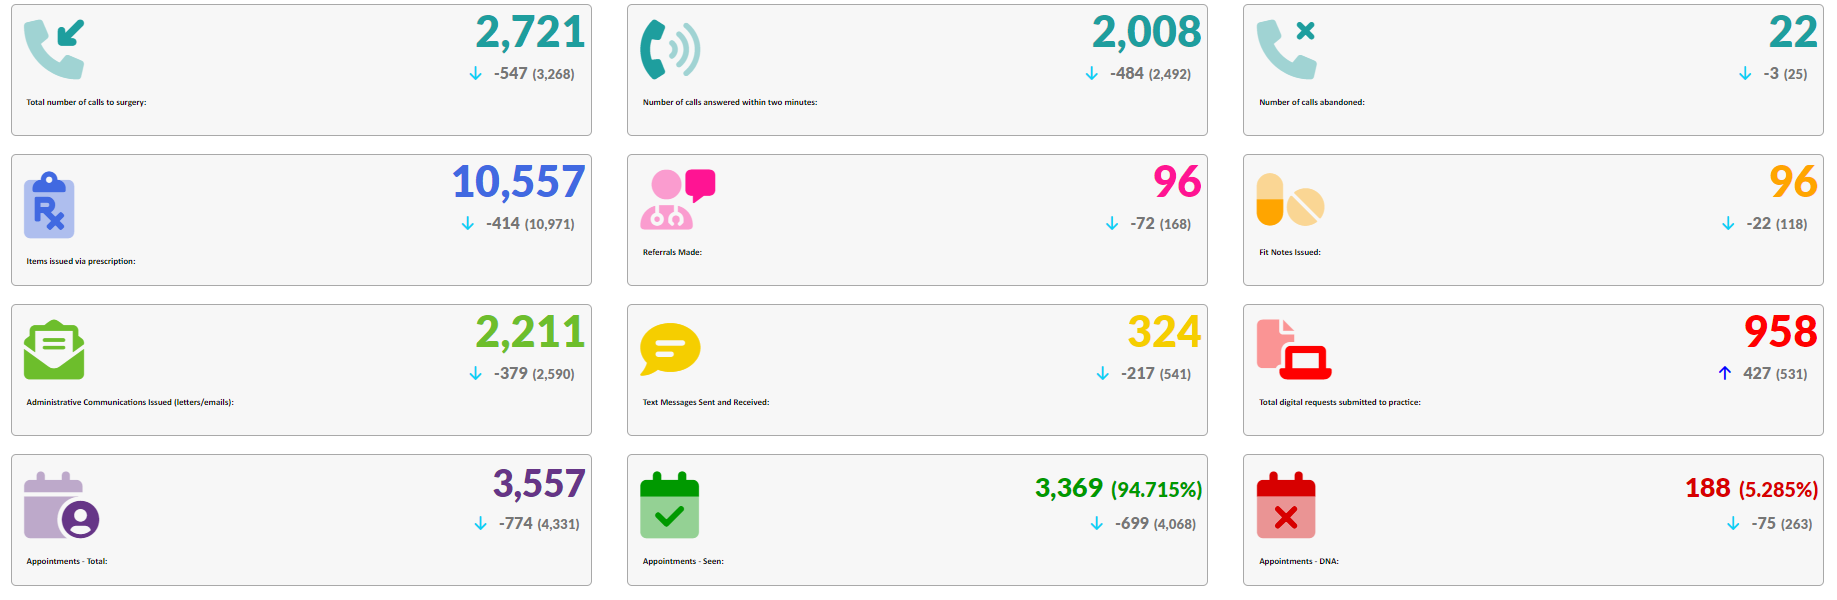 2,721
-547 (3,268)
Total number of calls to surgery:
2,008
-484 (2,492)
Number of calls answered within two minutes:
22
-3 (25)
Number of calls abandoned:
Rx
10,557
-414 (10,971)
Items issued via prescription:
96
-72 (168)
Referrals Made:
96
-22 (118)
Fit Notes Issued:
2,211
-379 (2,590)
Administrative Communications Issued (letters/emails):
324
-217 (541)
Text Messages Sent and Received:
958
427 (531)
Total digital requests submitted to practice:
3,557
-774 (4,331)
Appointments - Total:
3,369 (94.715%)
-699 (4,068)
Appointments - Seen:
188 (5.285%)
-75 (263)
Appointments - DNA: